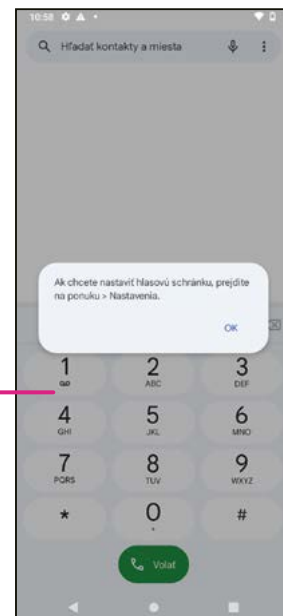 10:58
Hľadať kontakty a miesta
Ak chcete nastaviť hlasovú schránku, prejdite
na ponuku > Nastavenia.
OK
1 2 3
ABC DEF
4 5 6
GHI JKL MNO
7 8 9
PQRS TUV WXYZ
* 0 #
+
Volať